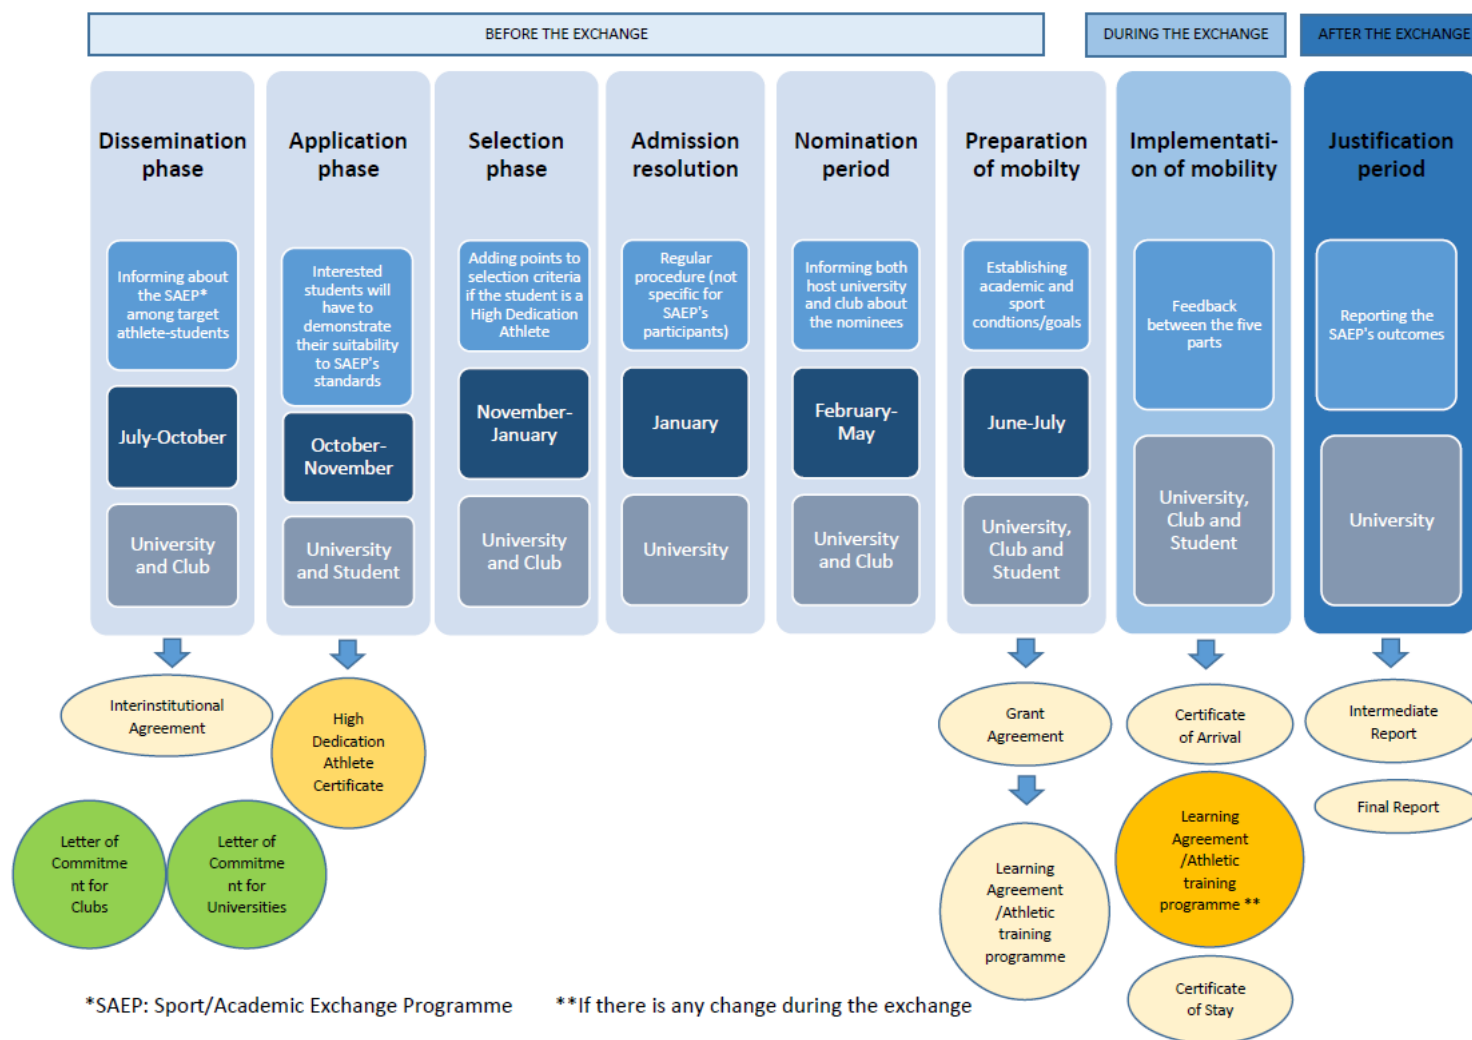 BEFORE THE EXCHANGE
DURING THE EXCHANGE
AFTER THE EXCHANGE
Dissemination
phase
Informing about
the SAEP*
among target
athlete-students
July-October
University
and Club
Application
phase
Interested
students will
have to
demonstrate
their suitability
to SAEP's
standards
October-
November
University
and Student
Selection
phase
Adding points to
selection criteria
if the student is a
High Dedication
Athlete
November-
January
University
and Club
Admission
resolution
Regular
procedure (not
specific for
SAEP's
participants)
January
University
Nomination
period
Informing both
host university
and club about
the nominees
February-
May
University
and Club
Preparation
of mobilty
Establishing
academic and
sport
condtions/goals
June-July
University,
Club and
Student
Implementati-
on of mobility
Feedback
between the five
parts
University,
Club and
Student
Justification
period
Reporting the
SAEP's outcomes
University
Interinstitutional
Agreement
Letter of
Commitme
nt for
Clubs
Letter of
Commitme
nt for
Universities
High
Dedication
Athlete
Certificate
Grant
Agreement
Learning
Agreement
/Athletic
training
programme
Certificate
of Arrival
Learning
Agreement
/Athletic
training
programme **
Certificate
of Stay
Intermediate
Report
Final Report
*SAEP: Sport/Academic Exchange Programme
**If there is any change during the exchange